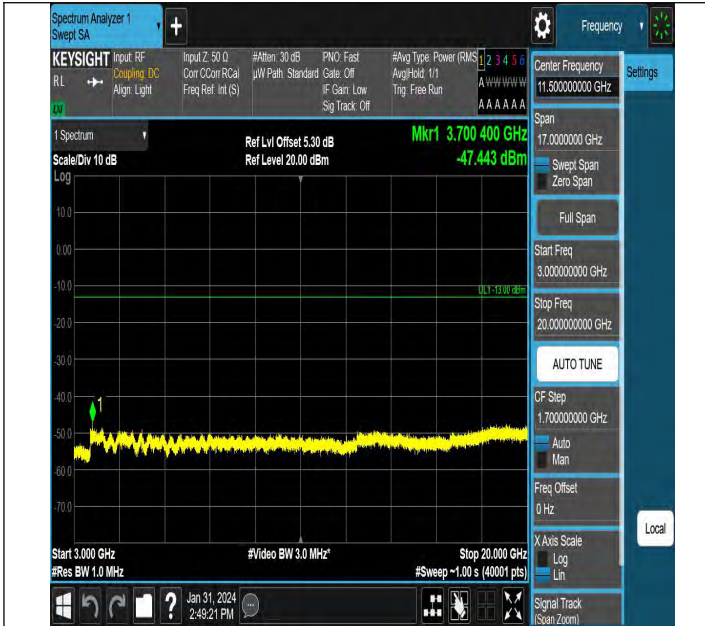 Spectrum Analyzer 1
Swept SA
+
Frequency
KEYSIGHT
RL
LXI
Input: RF
Coupling: DC
Align: Light
Input Z: 50 Ω
Corr CCorr RCal
Freq Ref: Int (S)
#Atten: 30 dB
µW Path: Standard
PNO: Fast
Gate: Off
IF Gain: Low
Sig Track: Off
#Avg Type: Power (RMS
Avg|Hold: 1/1
Trig: Free Run
1 2 3 4 5 6
A W W W W W
A A A A A A
1 Spectrum
Scale/Div 10 dB
Log
Ref Lvl Offset 5.30 dB
Ref Level 20.00 dBm
Mkr1 3.700 400 GHz
-47.443 dBm
10.0
0.00
-10.0
-20.0
-30.0
-40.0
-50.0
-60.0
-70.0
UL1 -13.00 dBm
1
Start 3.000 GHz
#Res BW 1.0 MHz
#Video BW 3.0 MHz*
Stop 20.000 GHz
#Sweep ~1.00 s (40001 pts)
Center Frequency
11.500000000 GHz
Settings
Span
17.0000000 GHz
Swept Span
Zero Span
Full Span
Start Freq
3.000000000 GHz
Stop Freq
20.000000000 GHz
AUTO TUNE
CF Step
1.700000000 GHz
Auto
Man
Freq Offset
0 Hz
X Axis Scale
Log
Lin
Local
Signal Track
(Span Zoom)
?
Jan 31, 2024
2:49:21 PM